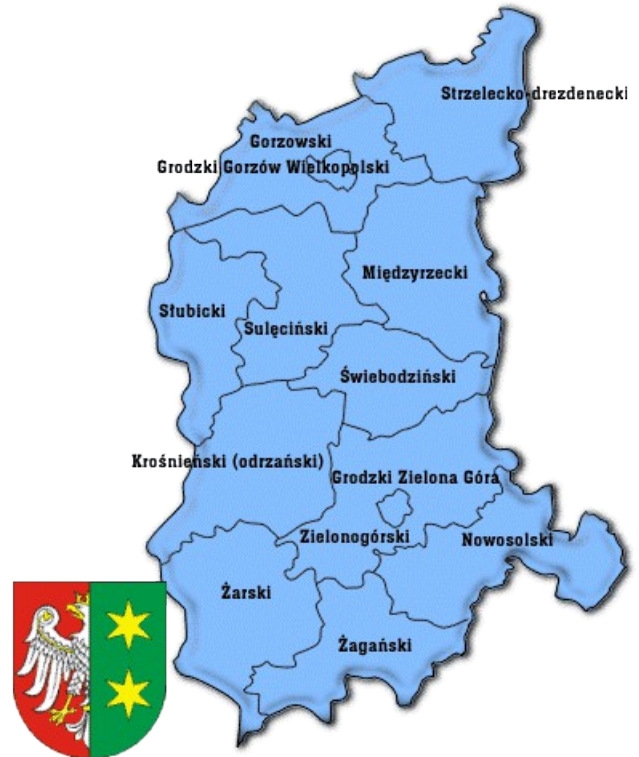 Strzelecko-drezdenecki
Gorzowski
Grodzki Gorzów Wielkopolski
Międzyrzecki
Słubicki
Sulęciński
Świebodziński
Krośnieński (odrzański)
Grodzki Zielona Góra
Zielonogórski
Nowosolski
Żarski
Żagański